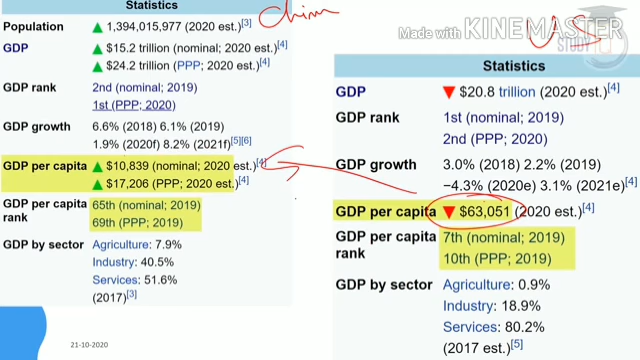 China
Statistics
Population ▲ 1,394,015,977 (2020 est.)[3]
GDP ▲ $15.2 trillion (nominal; 2020 est.)[4]
▲ $24.2 trillion (PPP; 2020 est.)[4]
GDP rank 2nd (nominal; 2019)
1st (PPP; 2020)
GDP growth 6.6% (2018) 6.1% (2019)
1.9% (2020f) 8.2% (2021f)[5][6]
GDP per capita ▲ $10,839 (nominal; 2020 est.)[4]
▲ $17,206 (PPP; 2020 est.)[4]
GDP per capita rank 65th (nominal; 2019)
69th (PPP; 2019)
GDP by sector Agriculture: 7.9%
Industry: 40.5%
Services: 51.6%
(2017)[3]
21-10-2020
Made with KINEMASTER
STUDY
US
Statistics
GDP ▼ $20.8 trillion (2020 est.)[4]
GDP rank 1st (nominal; 2019)
2nd (PPP; 2020)
GDP growth 3.0% (2018) 2.2% (2019)
−4.3% (2020e) 3.1% (2021e)[4]
GDP per capita ▼ $63,051 (2020 est.)[4]
GDP per capita rank 7th (nominal; 2019)
10th (PPP; 2019)
GDP by sector Agriculture: 0.9%
Industry: 18.9%
Services: 80.2%
(2017 est.)[5]